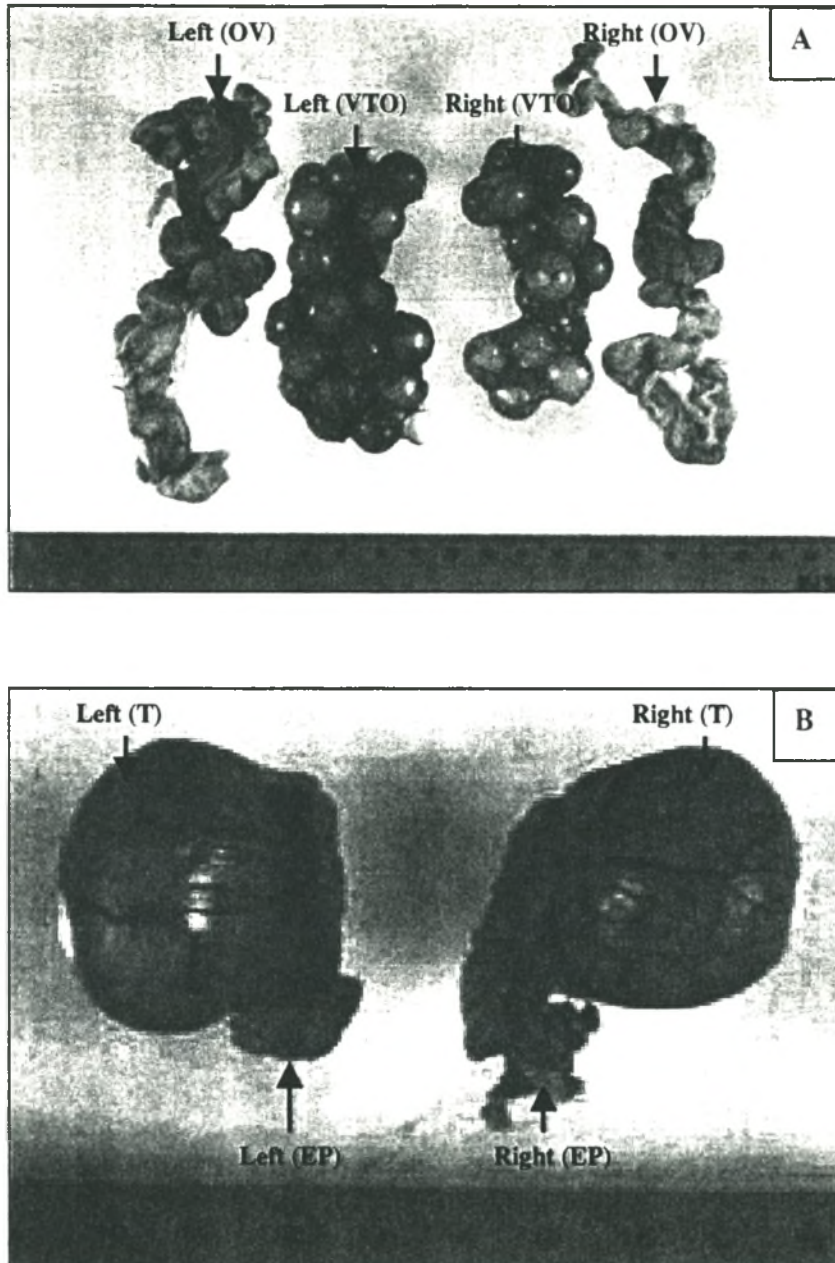 Left (OV)
Right (OV)
A
Left (VTO)
Right (VTO)
Left (T)
Right (T)
B
Left (EP)
Right (EP)